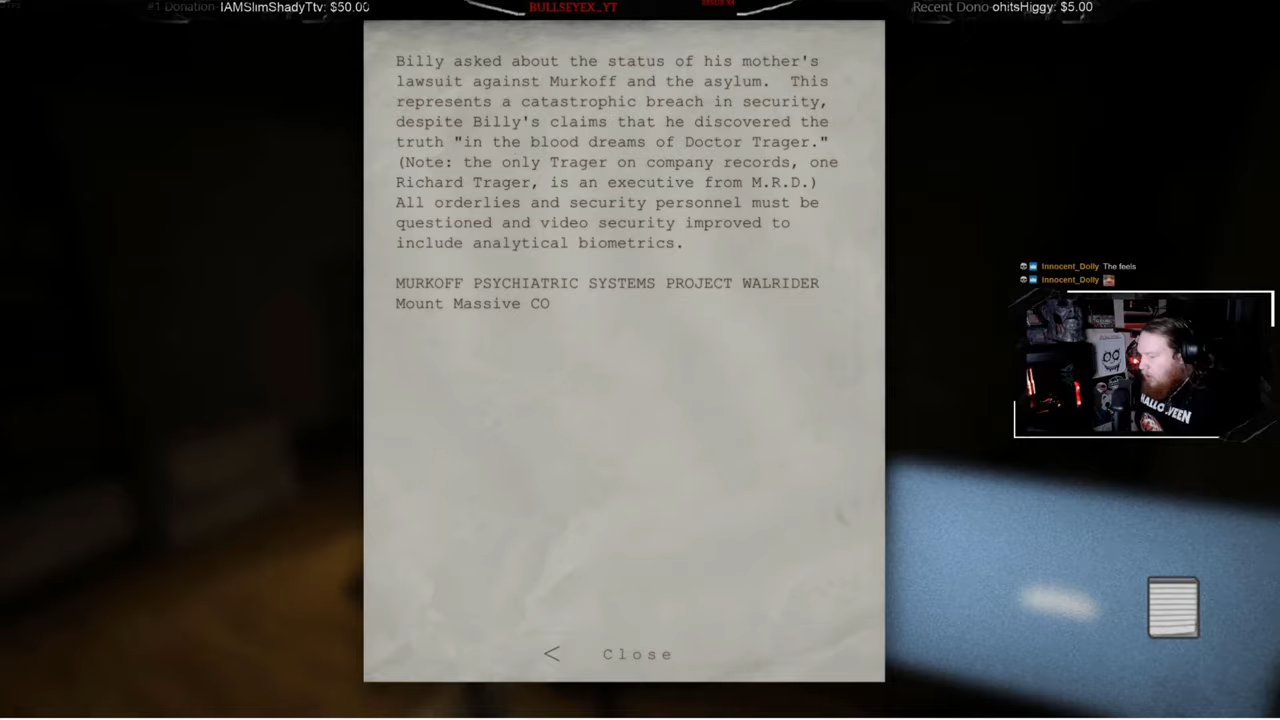 #1 Donation- IAMSlimShadyTtv: $50.00
BULLSEYEX_YT
Recent Dono-ohitsHiggy: $5.00
Billy asked about the status of his mother's
lawsuit against Murkoff and the asylum.  This
represents a catastrophic breach in security,
despite Billy's claims that he discovered the
truth "in the blood dreams of Doctor Trager."
(Note: the only Trager on company records, one
Richard Trager, is an executive from M.R.D.)
All orderlies and security personnel must be
questioned and video security improved to
include analytical biometrics.
MURKOFF PSYCHIATRIC SYSTEMS PROJECT WALRIDER
Mount Massive CO
Innocent_Dolly The feels
Innocent_Dolly
HALLOWEEN
< Close